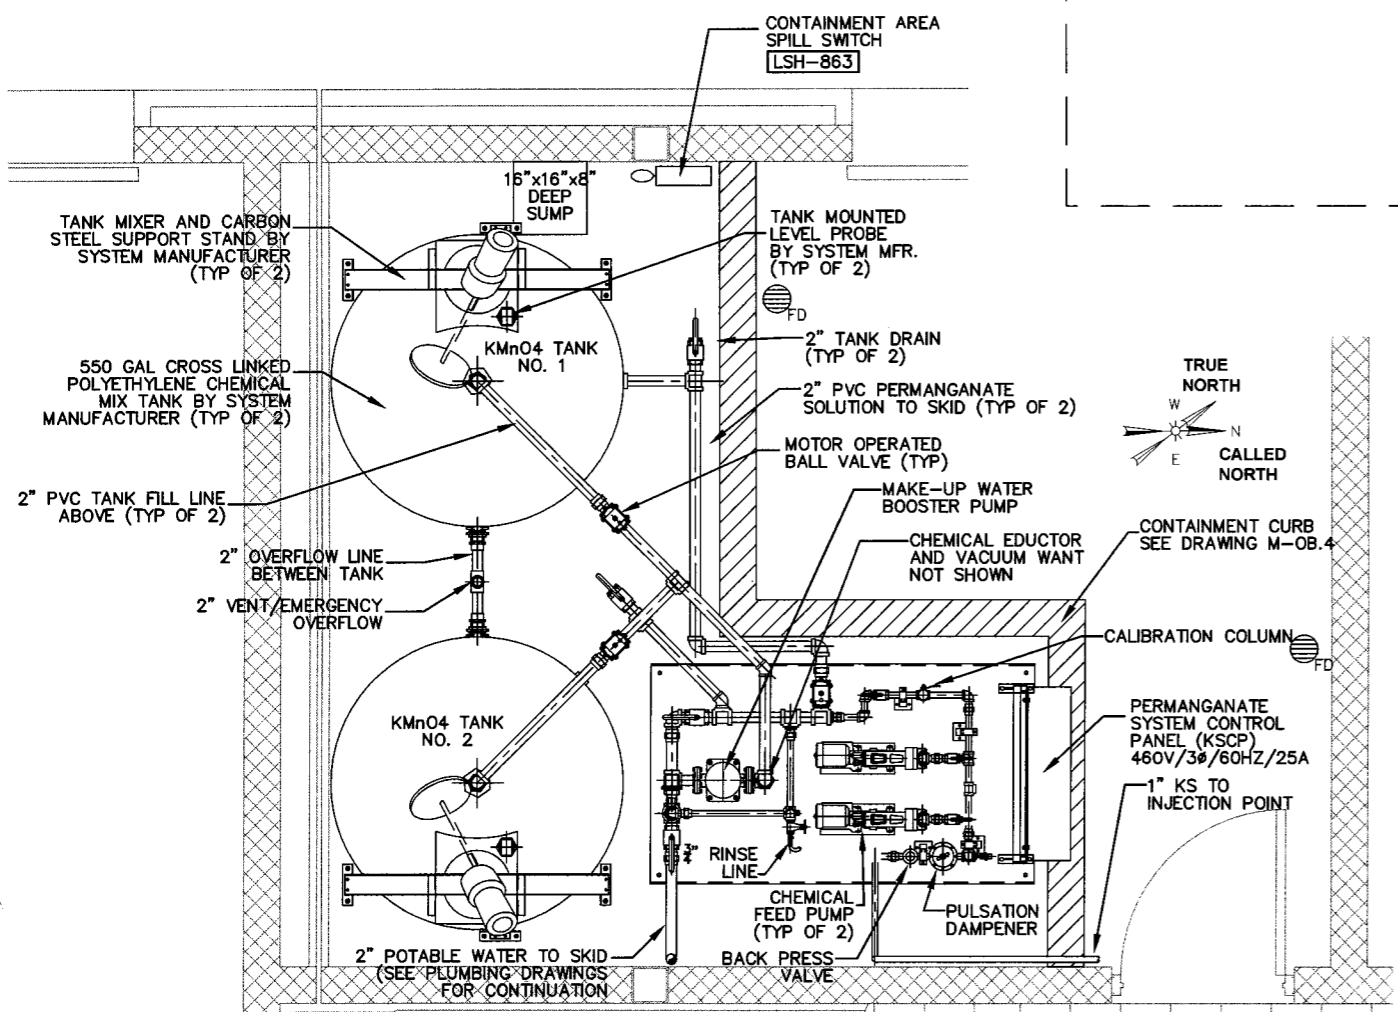 CONTAINMENT AREA
SPILL SWITCH
LSH-863
16"x16"x8"
DEEP
SUMP
TANK MIXER AND CARBON
STEEL SUPPORT STAND BY
SYSTEM MANUFACTURER
(TYP OF 2)
TANK MOUNTED
LEVEL PROBE
BY SYSTEM MFR.
(TYP OF 2)
FD
KMnO4 TANK
NO. 1
2" TANK DRAIN
(TYP OF 2)
550 GAL CROSS LINKED
POLYETHYLENE CHEMICAL
MIX TANK BY SYSTEM
MANUFACTURER (TYP OF 2)
2" PVC PERMANGANATE
SOLUTION TO SKID (TYP OF 2)
TRUE
NORTH
W
N
E
CALLED
NORTH
MOTOR OPERATED
BALL VALVE (TYP)
2" PVC TANK FILL LINE
ABOVE (TYP OF 2)
MAKE-UP WATER
BOOSTER PUMP
CONTAINMENT CURB
SEE DRAWING M-OB.4
CHEMICAL EDUCTOR
AND VACUUM WANT
NOT SHOWN
2" OVERFLOW LINE
BETWEEN TANK
2" VENT/EMERGENCY
OVERFLOW
CALIBRATION COLUMN
FD
KMnO4 TANK
NO. 2
PERMANGANATE
SYSTEM CONTROL
PANEL (KSCP)
460V/3ø/60HZ/25A
1" KS TO
INJECTION POINT
3/4"
RINSE
LINE
CHEMICAL
FEED PUMP
(TYP OF 2)
PULSATION
DAMPENER
2" POTABLE WATER TO SKID
(SEE PLUMBING DRAWINGS
FOR CONTINUATION
BACK PRESS
VALVE